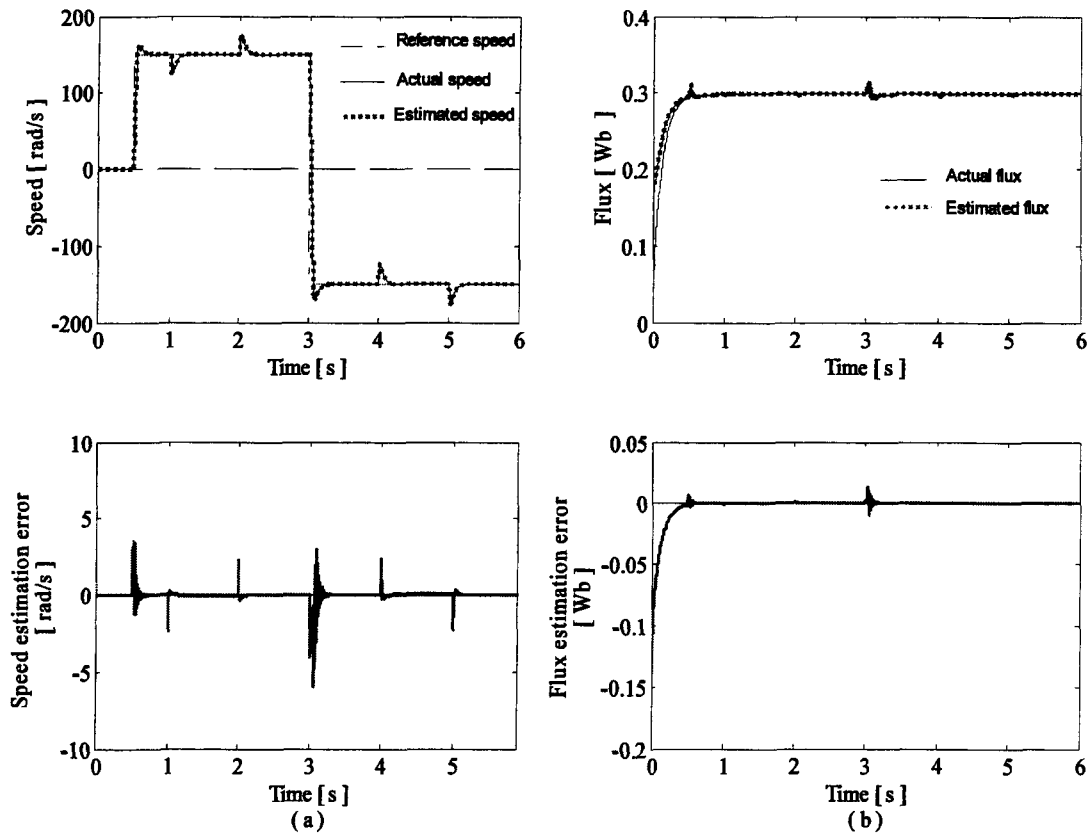 200
100
0
-100
-200
Speed [ rad/s ]
Reference speed
Actual speed
Estimated speed
0 1 2 3 4 5 6
Time [ s ]
0.4
0.3
0.2
0.1
0
Flux [ Wb ]
Actual flux
Estimated flux
0 1 2 3 4 5 6
Time [ s ]
10
5
0
-5
-10
Speed estimation error
[ rad/s ]
0 1 2 3 4 5
Time [ s ]
( a )
0.05
0
-0.05
-0.1
-0.15
-0.2
Flux estimation error
[ Wb ]
0 1 2 3 4 5 6
Time [ s ]
( b )